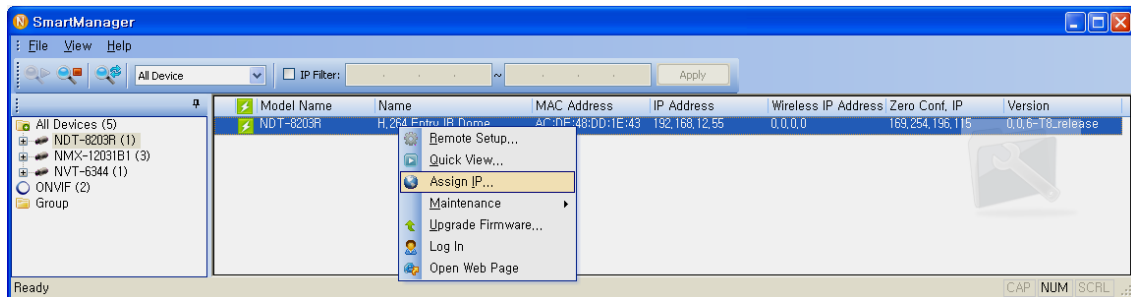 SmartManager
File View Help
All Device IP Filter: . . . ~ . . . Apply
Model Name Name MAC Address IP Address Wireless IP Address Zero Conf, IP Version
NDT-8203R H,264 Entry IR Dome AC:DE:48:DD:1E:43 192,168,12,55 0,0,0,0 169,254,196,115 0,0,6-T8_release
All Devices (5)
NDT-8203R (1)
NMX-12031B1 (3)
NVT-6344 (1)
ONVIF (2)
Group
Remote Setup,,,
Quick View,,,
Assign IP,,,
Maintenance
Upgrade Firmware,,,
Log In
Open Web Page
Ready CAP NUM SCRL